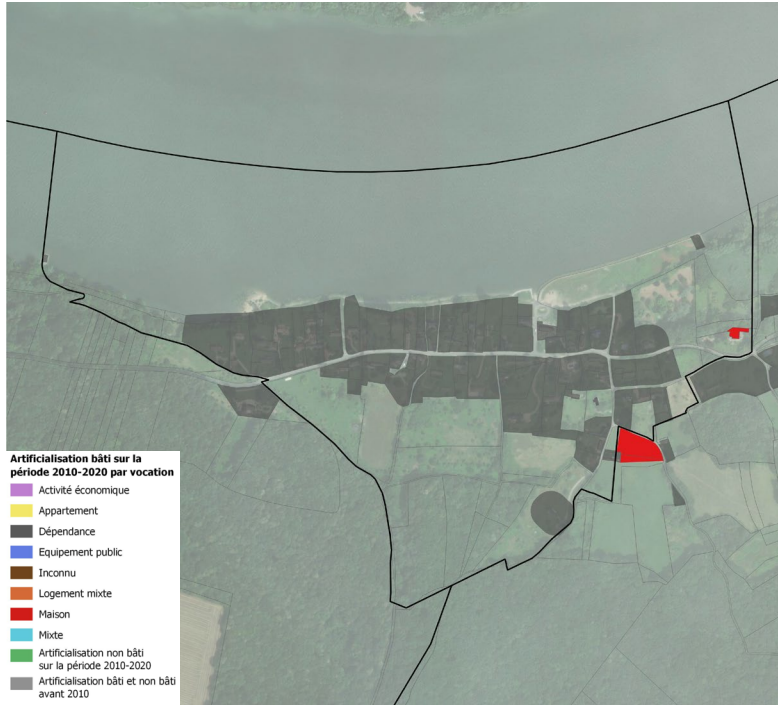 Artificialisation bâti sur la
période 2010-2020 par vocation
Activité économique
Appartement
Dépendance
Equipement public
Inconnu
Logement mixte
Maison
Mixte
Artificialisation non bâti
sur la période 2010-2020
Artificialisation bâti et non bâti
avant 2010